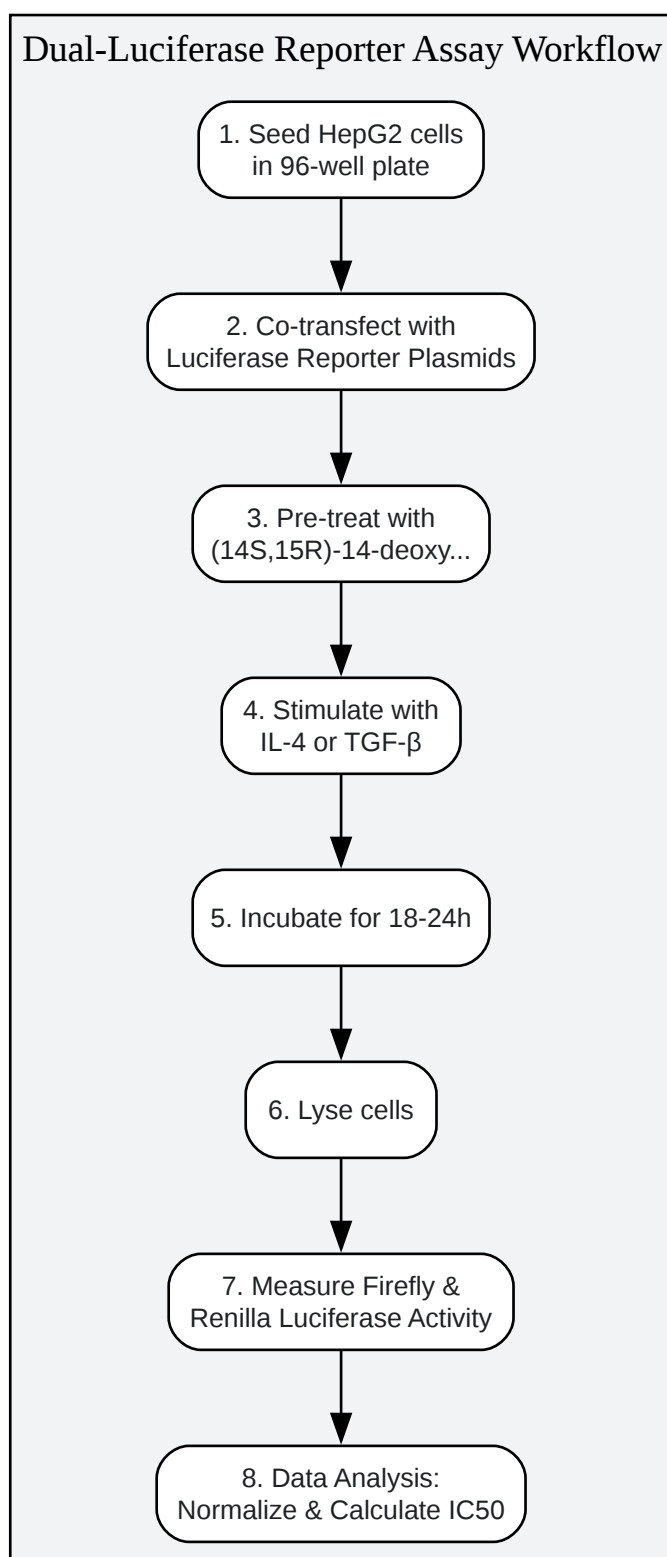 Dual-Luciferase Reporter Assay Workflow
1. Seed HepG2 cells
in 96-well plate
2. Co-transfect with
Luciferase Reporter Plasmids
3. Pre-treat with
(14S,15R)-14-deoxy...
4. Stimulate with
IL-4 or TGF-β
5. Incubate for 18-24h
6. Lyse cells
7. Measure Firefly &
Renilla Luciferase Activity
8. Data Analysis:
Normalize & Calculate IC50